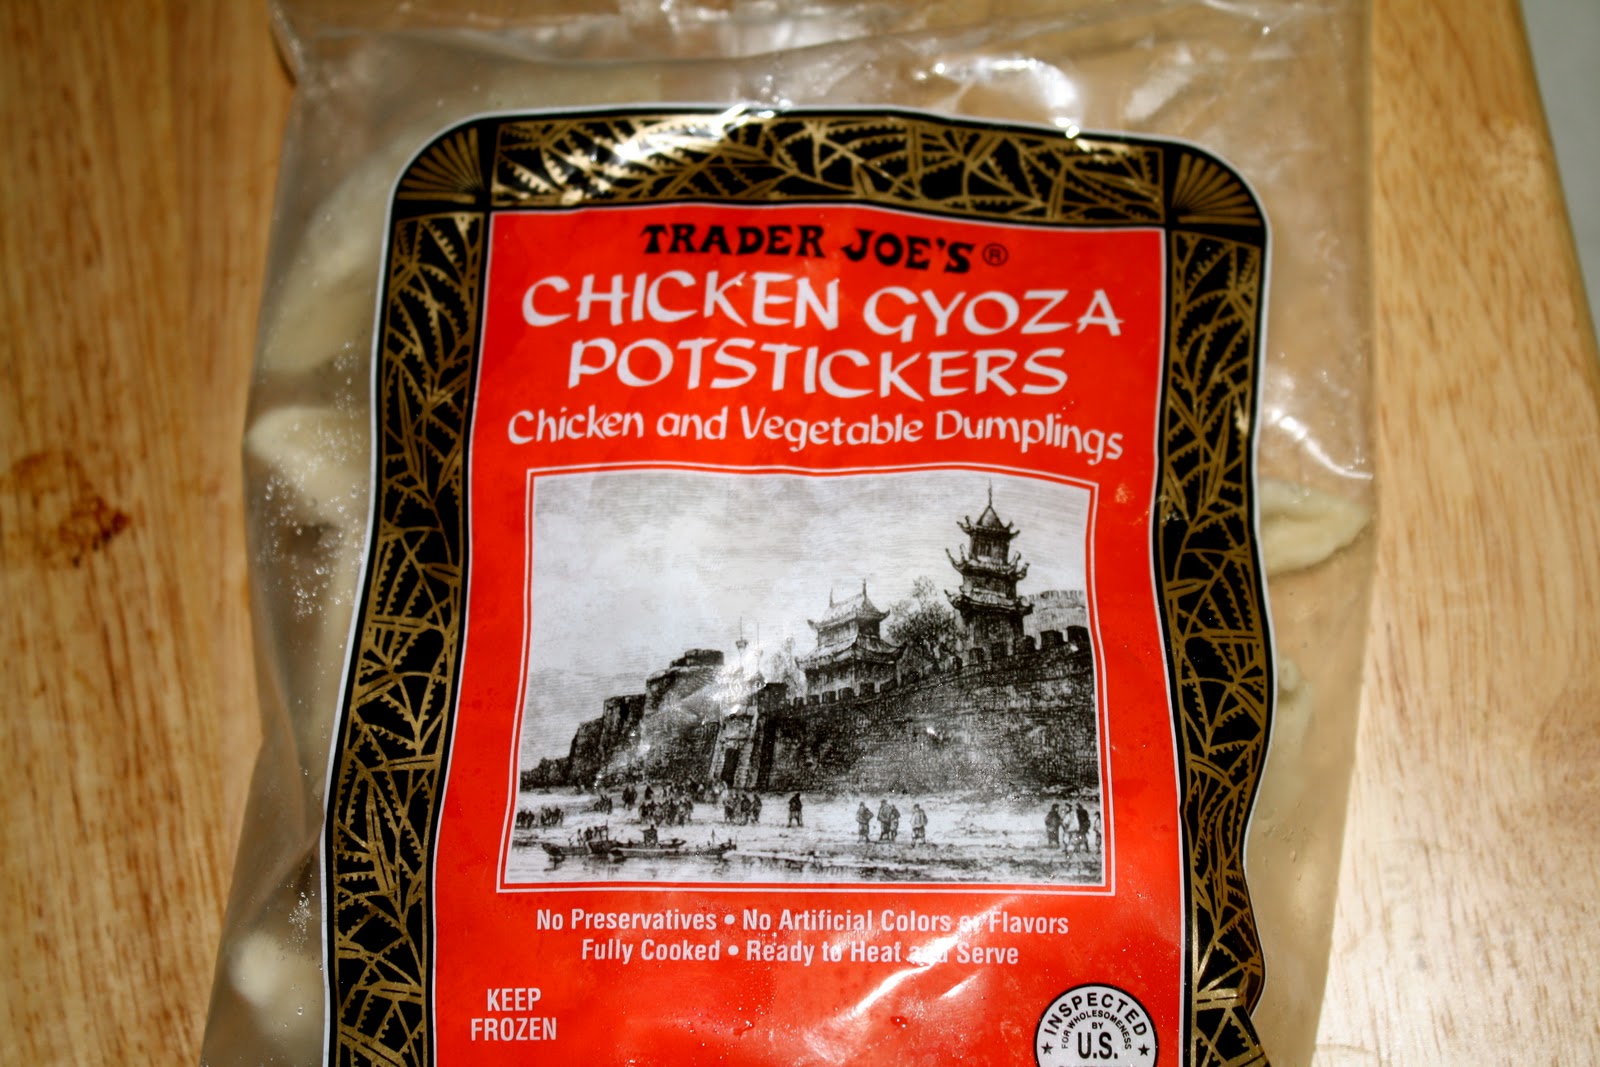 TRADER JOE'S®
CHICKEN GYOZA
POTSTICKERS
Chicken and Vegetable Dumplings
No Preservatives • No Artificial Colors or Flavors
Fully Cooked • Ready to Heat and Serve
KEEP
FROZEN
INSPECTED
FOR WHOLESOMENESS
BY
U.S.